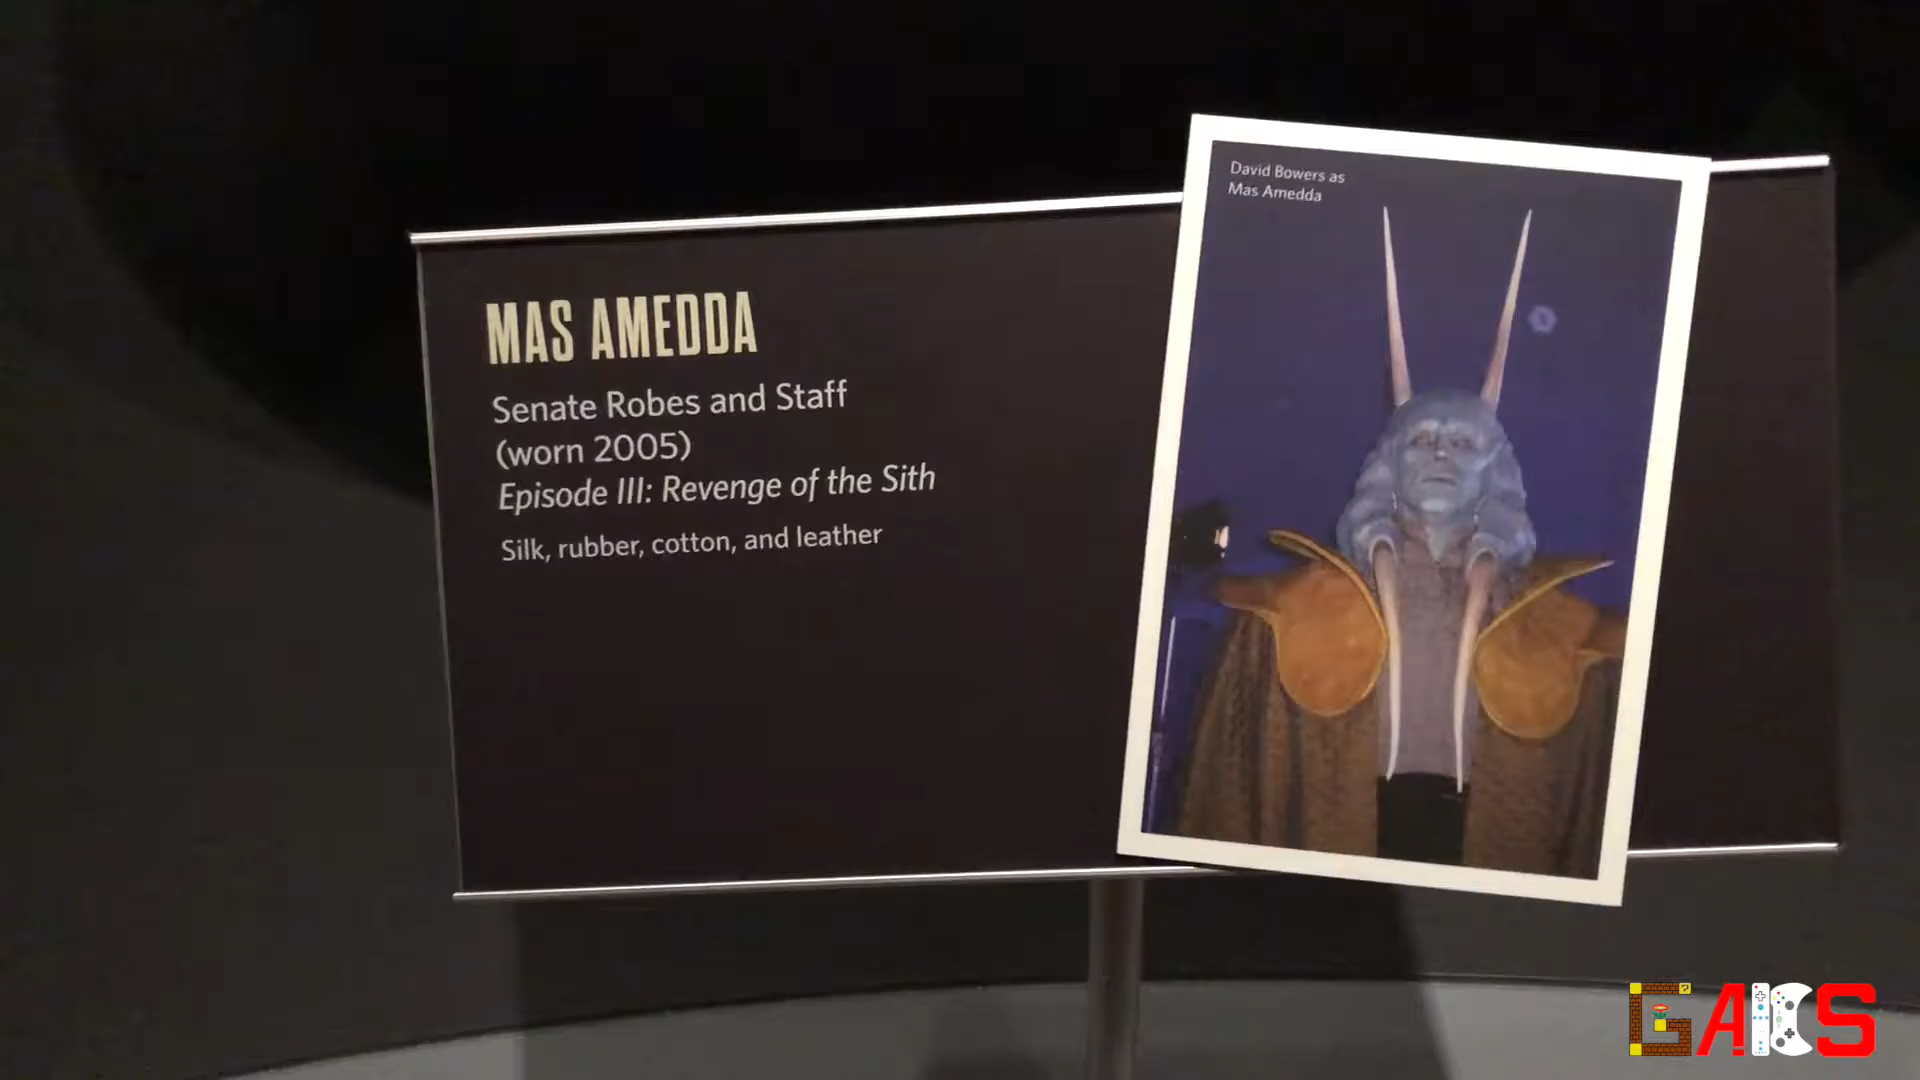 MAS AMEDDA
Senate Robes and Staff
(worn 2005)
Episode III: Revenge of the Sith
Silk, rubber, cotton, and leather
David Bowers as
Mas Amedda
GAKS